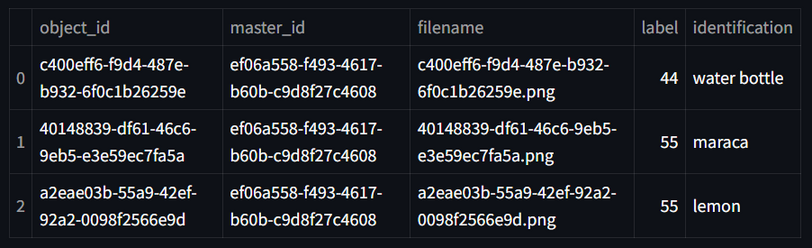 object_id master_id filename label identification
c400eff6-f9d4-487e- ef06a558-f493-4617- c400eff6-f9d4-487e-b932-
0 44 water bottle
b932-6f0c1b26259e b60b-c9d8f27c4608 6f0c1b26259e.png
40148839-df61-46c6- ef06a558-f493-4617- 40148839-df61-46c6-9eb5-
1 55 maraca
9eb5-e3e59ec7fa5a b60b-c9d8f27c4608 e3e59ec7fa5a.png
a2eae03b-55a9-42ef- ef06a558-f493-4617- a2eae03b-55a9-42ef-92a2-
2 55 lemon
92a2-0098f2566e9d b60b-c9d8f27c4608 0098f2566e9d.png